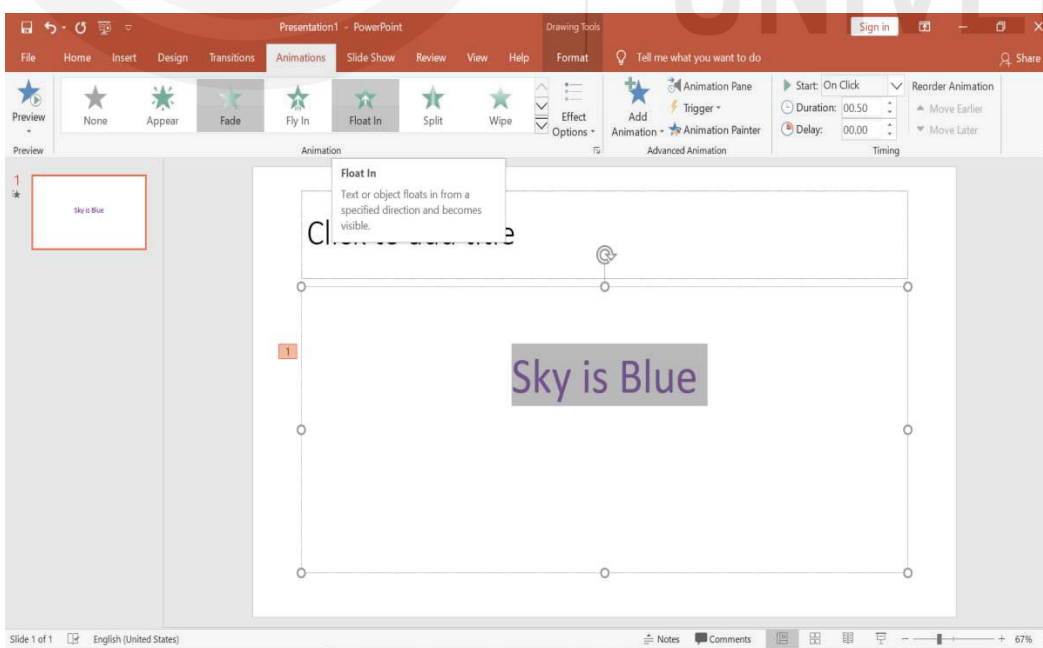 UNIVE
Presentation1 - PowerPoint
Drawing Tools
Sign in
File Home Insert Design Transitions Animations Slide Show Review View Help Format Tell me what you want to do Share
Preview
None Appear Fade Fly In Float In Split Wipe
Effect Options
Add Animation
Animation Pane
Trigger
Animation Painter
Start: On Click
Duration: 00.50
Delay: 00.00
Reorder Animation
Move Earlier
Move Later
Preview Animation Advanced Animation Timing
Float In
Text or object floats in from a
specified direction and becomes
visible.
1
Sky is Blue
Click to add title
1
Sky is Blue
Slide 1 of 1 English (United States) Notes Comments 67%